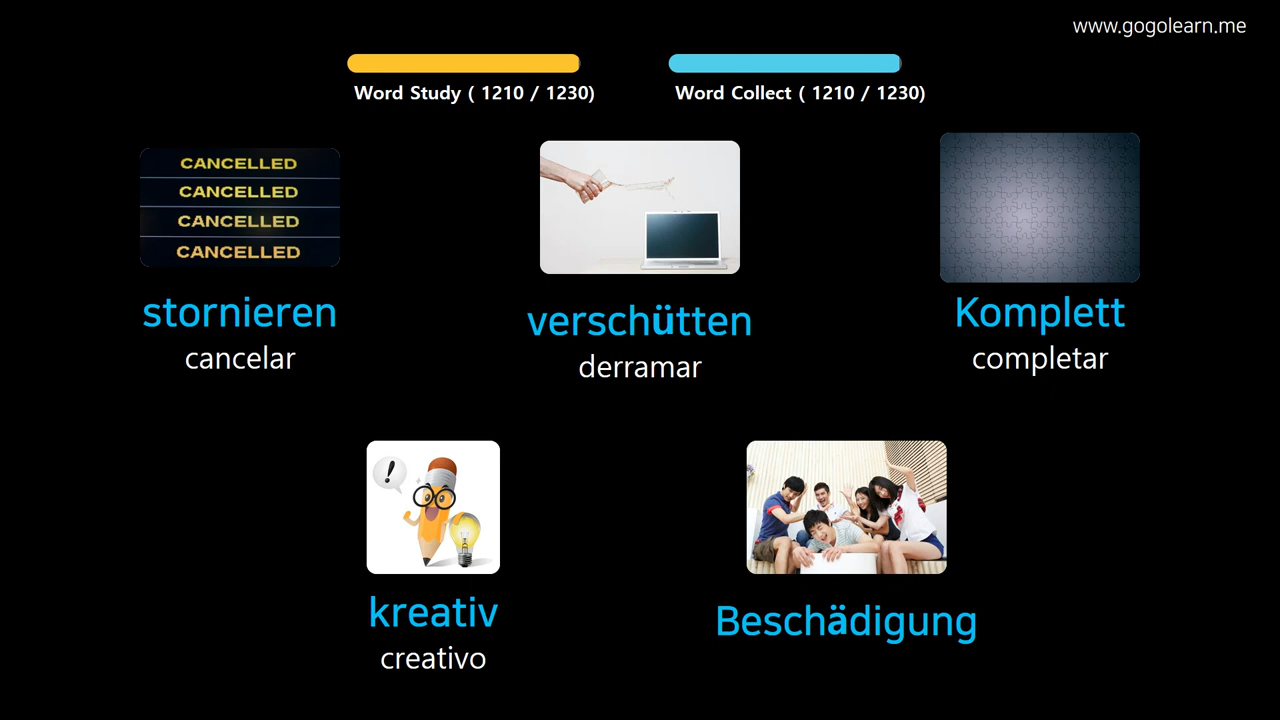 www.gogolearn.me
Word Study ( 1210 / 1230)
Word Collect ( 1210 / 1230)
CANCELLED
CANCELLED
CANCELLED
CANCELLED
stornieren
cancelar
verschütten
derramar
Komplett
completar
!
kreativ
creativo
Beschädigung